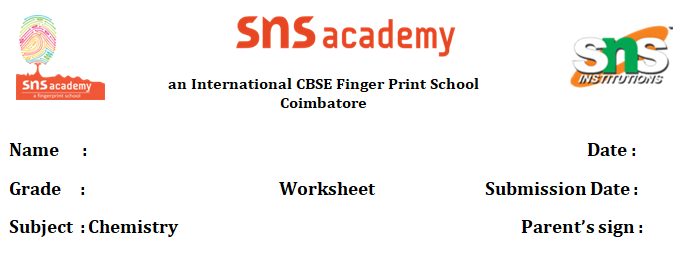 sns academy
sns academy
a fingerprint school
SnS
INSTITUTIONS
an International CBSE Finger Print School
Coimbatore
Name :
Date :
Grade :
Worksheet
Submission Date :
Subject : Chemistry
Parent's sign :